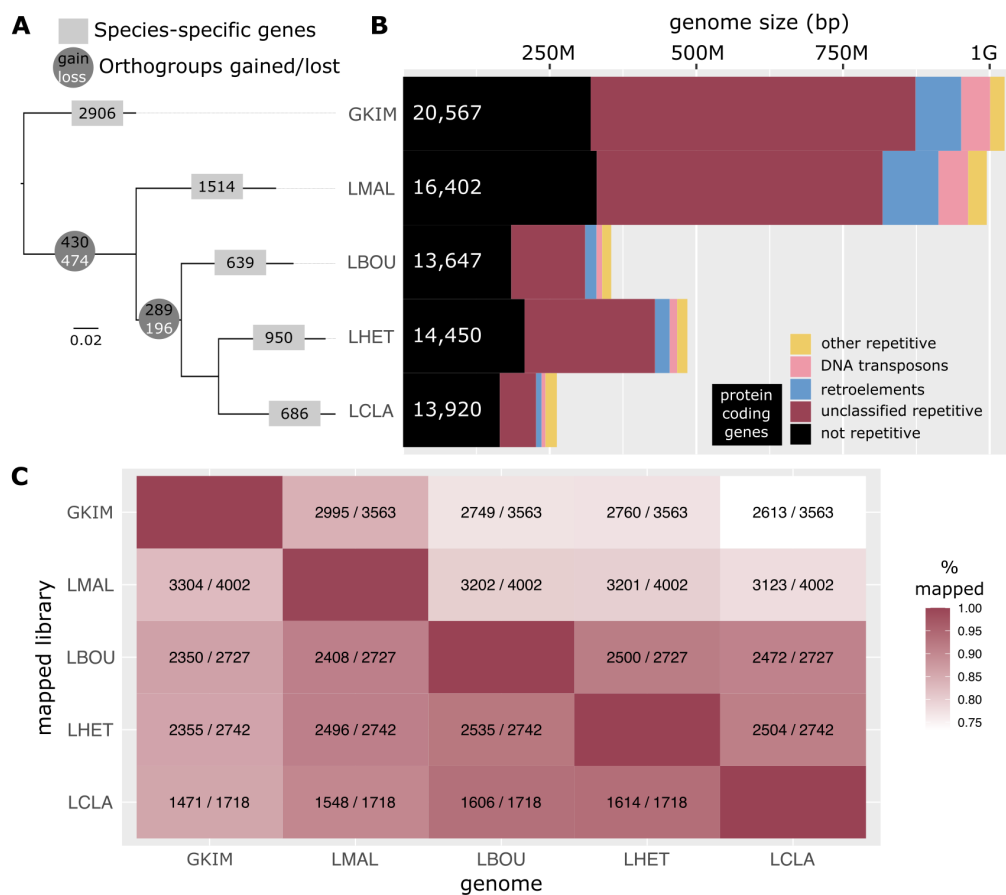 A
Species-specific genes
gain
loss
Orthogroups gained/lost
2906
GKIM
1514
LMAL
430
474
639
LBOU
289
196
0.02
950
LHET
686
LCLA
B
genome size (bp)
250M 500M 750M 1G
20,567
16,402
13,647
14,450
13,920
protein
coding
genes
other repetitive
DNA transposons
retroelements
unclassified repetitive
not repetitive
C
mapped library
GKIM 2995 / 3563 2749 / 3563 2760 / 3563 2613 / 3563
LMAL 3304 / 4002 3202 / 4002 3201 / 4002 3123 / 4002
LBOU 2350 / 2727 2408 / 2727 2500 / 2727 2472 / 2727
LHET 2355 / 2742 2496 / 2742 2535 / 2742 2504 / 2742
LCLA 1471 / 1718 1548 / 1718 1606 / 1718 1614 / 1718
GKIM LMAL LBOU LHET LCLA
genome
%
mapped
1.00
0.95
0.90
0.85
0.80
0.75